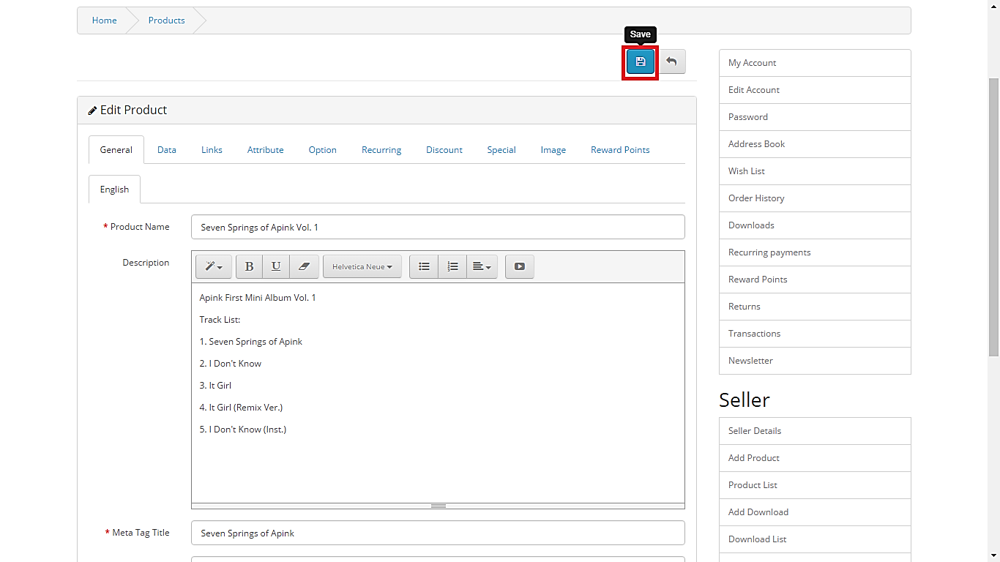 Home
Products
Save
Edit Product
General
Data
Links
Attribute
Option
Recurring
Discount
Special
Image
Reward Points
English
* Product Name
Seven Springs of Apink Vol. 1
Description
B
U
Helvetica Neue
Apink First Mini Album Vol. 1
Track List:
1. Seven Springs of Apink
2. I Don't Know
3. It Girl
4. It Girl (Remix Ver.)
5. I Don't Know (Inst.)
* Meta Tag Title
Seven Springs of Apink
My Account
Edit Account
Password
Address Book
Wish List
Order History
Downloads
Recurring payments
Reward Points
Returns
Transactions
Newsletter
Seller
Seller Details
Add Product
Product List
Add Download
Download List